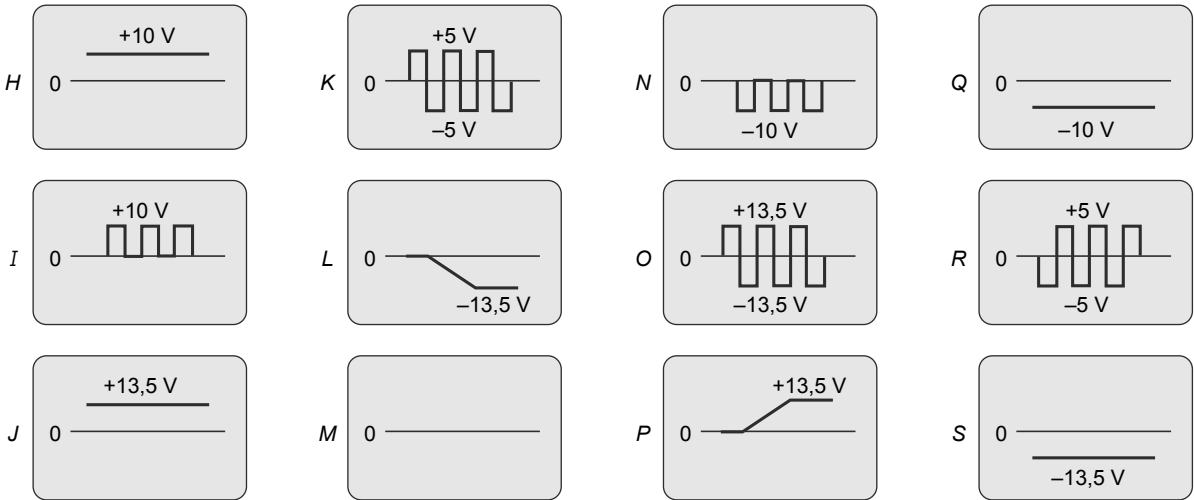 H 0 +10 V
K 0 +5 V –5 V
N 0 –10 V
Q 0 –10 V
I 0 +10 V
L 0 –13,5 V
O 0 +13,5 V –13,5 V
R 0 +5 V –5 V
J 0 +13,5 V
M 0
P 0 +13,5 V
S 0 –13,5 V